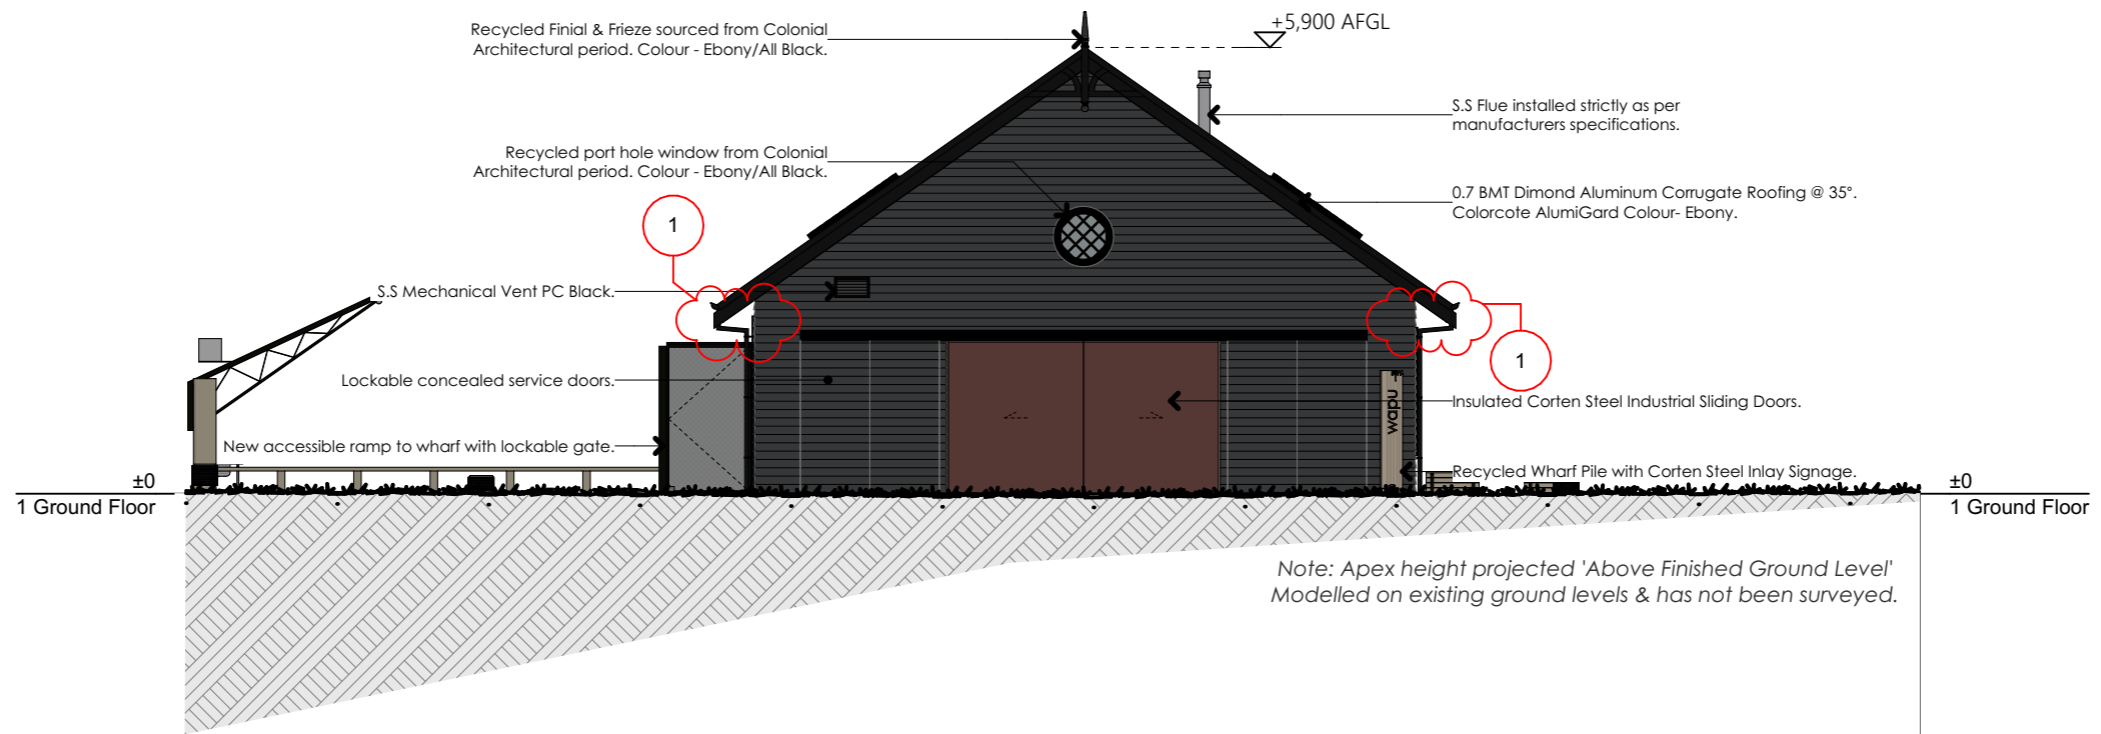 Recycled Finial & Frieze sourced from Colonial
Architectural period. Colour - Ebony/All Black.
+5,900 AFGL
S.S Flue installed strictly as per
manufacturers specifications.
Recycled port hole window from Colonial
Architectural period. Colour - Ebony/All Black.
0.7 BMT Dimond Aluminum Corrugate Roofing @ 35°.
Colorcote AlumiGard Colour- Ebony.
1
S.S Mechanical Vent PC Black.
1
Lockable concealed service doors.
Insulated Corten Steel Industrial Sliding Doors.
wapu
New accessible ramp to wharf with lockable gate.
Recycled Wharf Pile with Corten Steel Inlay Signage.
±0
1 Ground Floor
±0
1 Ground Floor
Note: Apex height projected 'Above Finished Ground Level'
Modelled on existing ground levels & has not been surveyed.